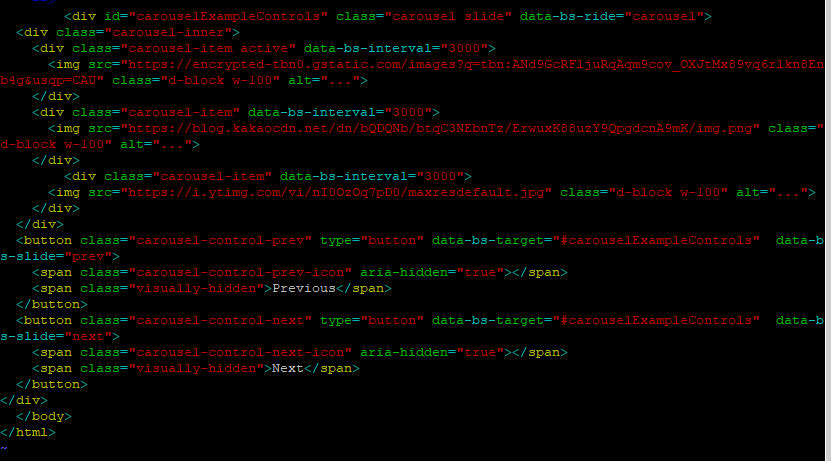 <div id="carouselExampleControls" class="carousel slide" data-bs-ride="carousel">
<div class="carousel-inner">
<div class="carousel-item active" data-bs-interval="3000">
<img src="https://encrypted-tbn0.gstatic.com/images?q=tbn:ANd9GcRFljuRqAqm9cov_OXJtMx89vq6rlkn8En
b4g&usqp=CAU" class="d-block w-100" alt="...">
</div>
<div class="carousel-item" data-bs-interval="3000">
<img src="https://blog.kakaocdn.net/dn/bQDQNb/btqC3NEbnTz/ErwuxK88uzY9QpgdcnA9mK/img.png" class="
d-block w-100" alt="...">
</div>
<div class="carousel-item" data-bs-interval="3000">
<img src="https://i.ytimg.com/vi/nT0OzOq7pD0/maxresdefault.jpg" class="d-block w-100" alt="...">
</div>
</div>
<button class="carousel-control-prev" type="button" data-bs-target="#carouselExampleControls"  data-b
s-slide="prev">
<span class="carousel-control-prev-icon" aria-hidden="true"></span>
<span class="visually-hidden">Previous</span>
</button>
<button class="carousel-control-next" type="button" data-bs-target="#carouselExampleControls"  data-b
s-slide="next">
<span class="carousel-control-next-icon" aria-hidden="true"></span>
<span class="visually-hidden">Next</span>
</button>
</div>
</body>
</html>
~